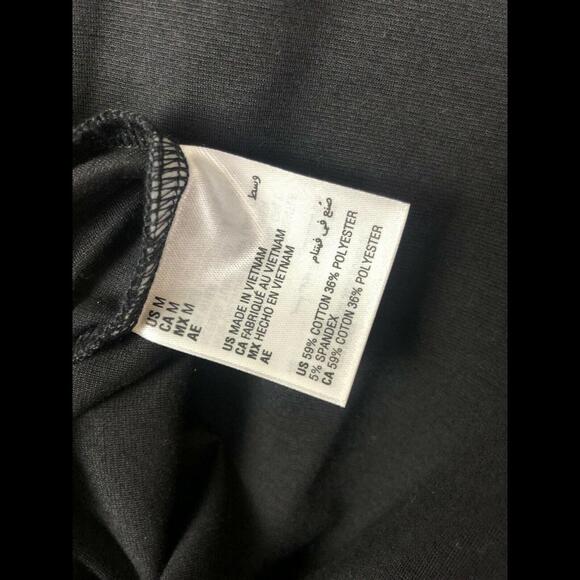 US M
CA M
MX M
AE وسط
US MADE IN VIETNAM
CA FABRIQUÉ AU VIETNAM
MX HECHO EN VIETNAM
AE صُنع في فيتنام
US 59% COTTON 36% POLYESTER
5% SPANDEX
CA 59% COTON 36% POLYESTER